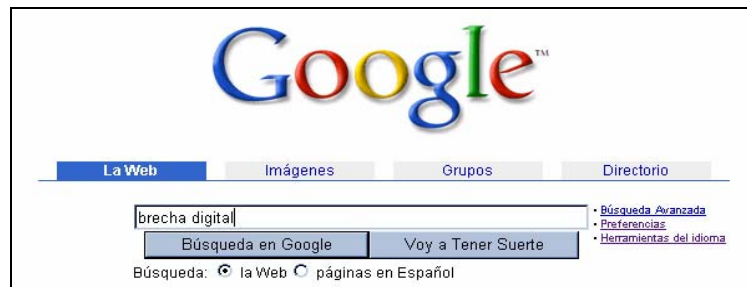 Google™
La Web Imágenes Grupos Directorio
brecha digital
• Búsqueda Avanzada
• Preferencias
• Herramientas del idioma
Búsqueda en Google Voy a Tener Suerte
Búsqueda: la Web páginas en Español